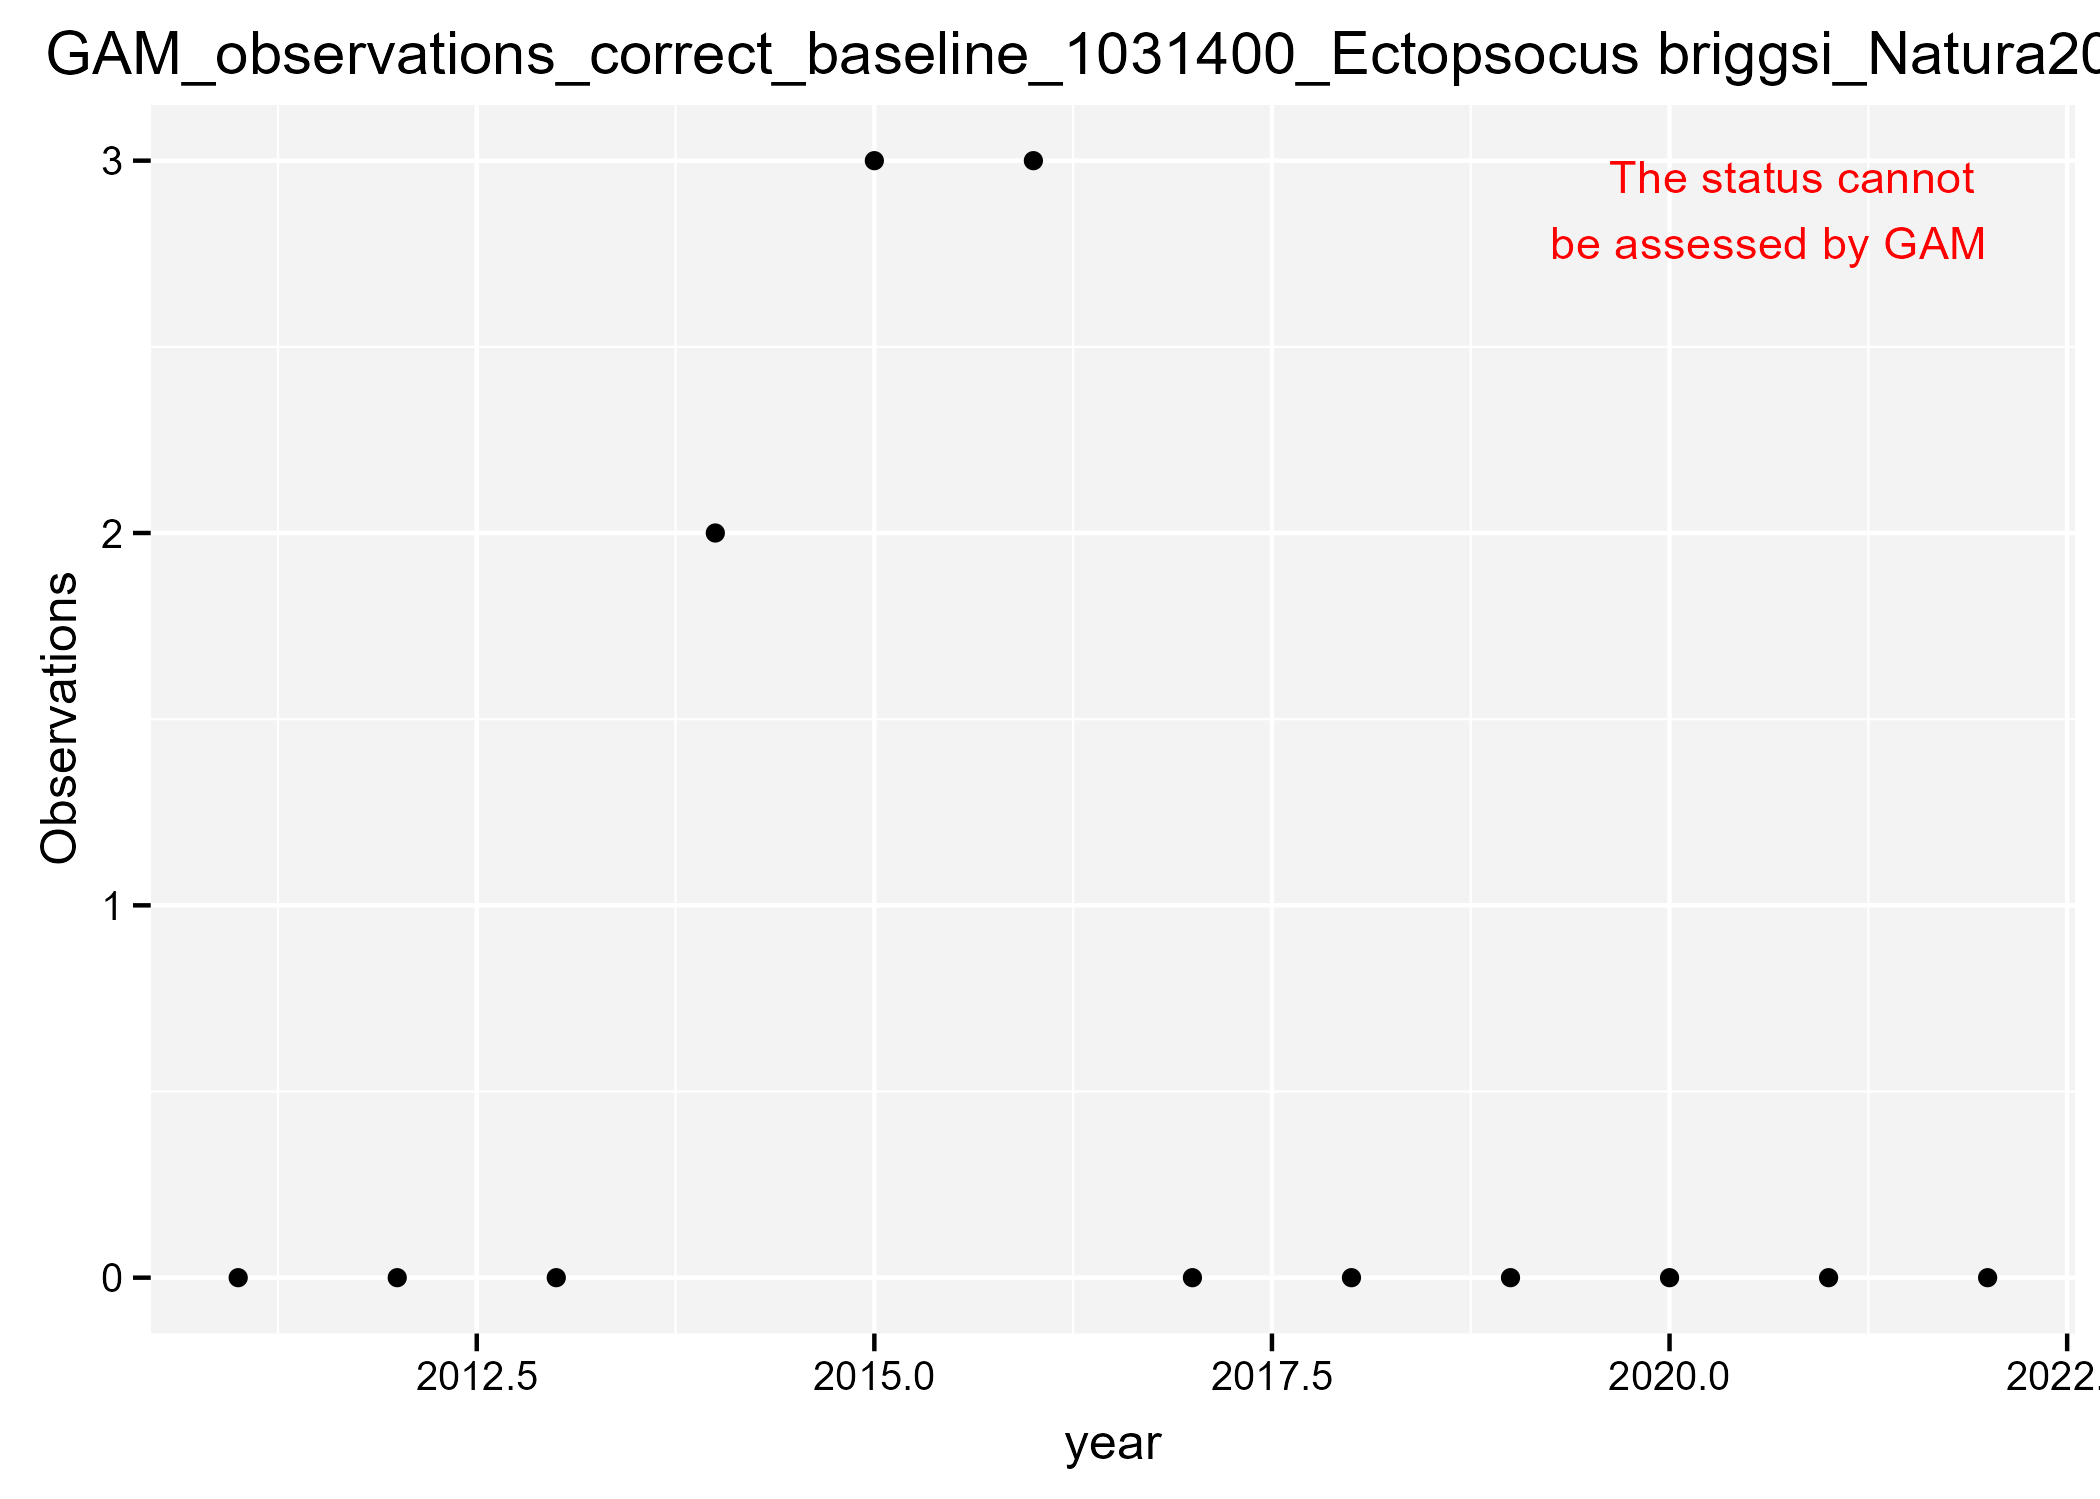 GAM_observations_correct_baseline_1031400_Ectopsocus briggsi_Natura20
3
The status cannot
be assessed by GAM
2
Observations
1
0
2012.5
2015.0
2017.5
2020.0
2022.
year